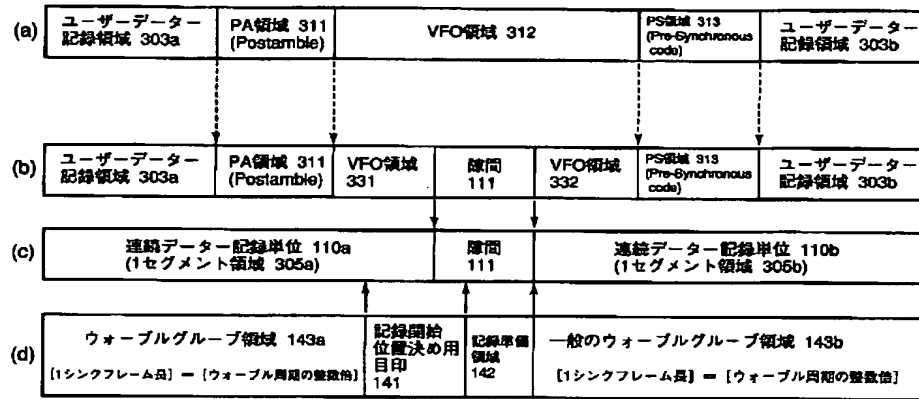 (a)
ユーザーデーター
記録領域 303a
PA領域 311
(Postamble)
VFO領域 312
PS領域 313
(Pre-Synchronous
code)
ユーザーデーター
記録領域 303b
(b)
ユーザーデーター
記録領域 303a
PA領域 311
(Postamble)
VFO領域
331
隙間
111
VFO領域
332
PS領域 313
(Pre-Synchronous
code)
ユーザーデーター
記録領域 303b
(c)
連続データー記録単位 110a
(1セグメント領域 305a)
隙間
111
連続データー記録単位 110b
(1セグメント領域 305b)
(d)
ウォーブルグルーブ領域 143a
[1シンクフレーム長] = [ウォーブル周期の整数倍]
記録開始
位置決め用
目印
141
記録準備
領域
142
一般のウォーブルグルーブ領域 143b
[1シンクフレーム長] = [ウォーブル周期の整数倍]